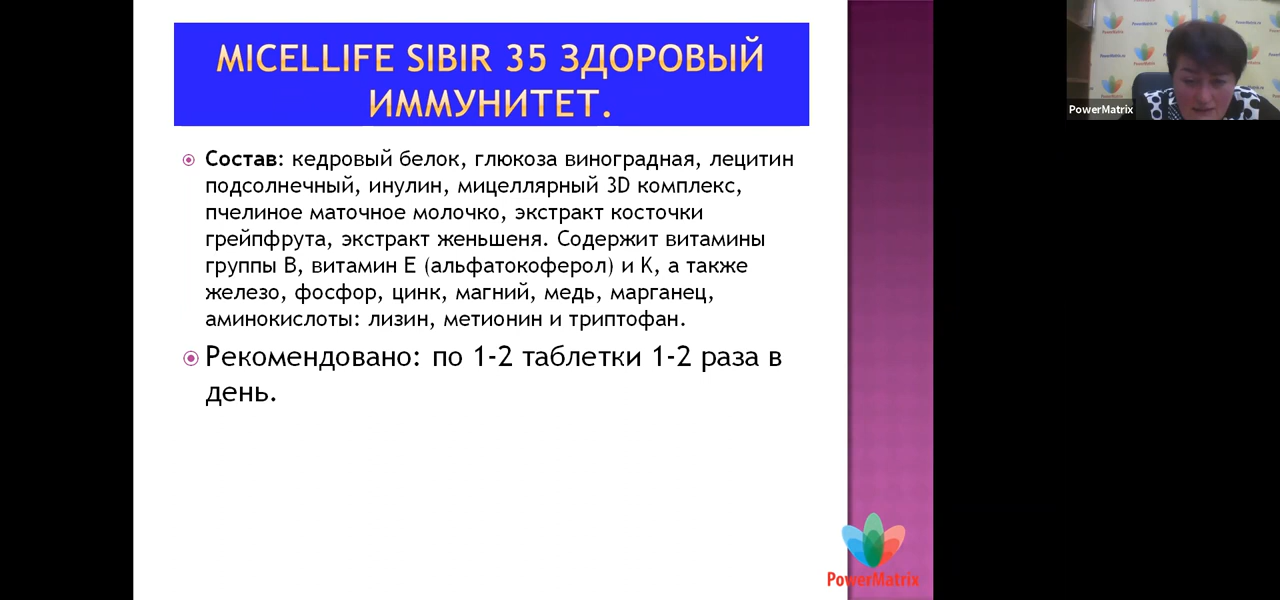 MICELLIFE SIBIR 35 ЗДОРОВЫЙ
ИММУНИТЕТ.
Состав: кедровый белок, глюкоза виноградная, лецитин
подсолнечный, инулин, мицеллярный 3D комплекс,
пчелиное маточное молочко, экстракт косточки
грейпфрута, экстракт женьшеня. Содержит витамины
группы В, витамин Е (альфатокоферол) и К, а также
железо, фосфор, цинк, магний, медь, марганец,
аминокислоты: лизин, метионин и триптофан.
Рекомендовано: по 1-2 таблетки 1-2 раза в
день.
PowerMatrix
PowerMatrix